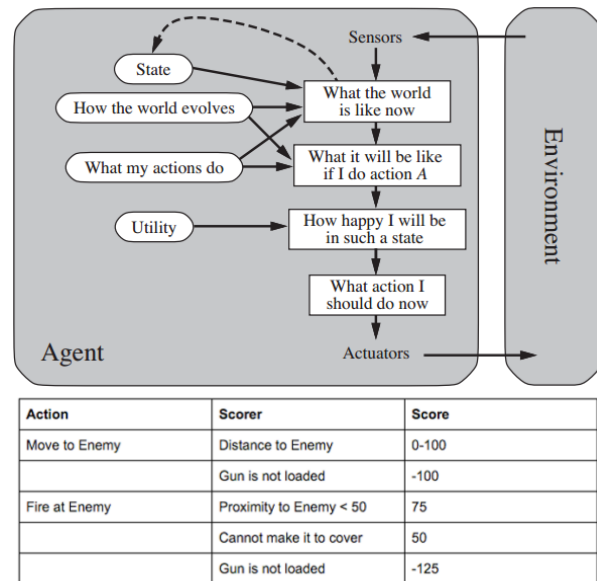 Sensors
State
What the world
is like now
How the world evolves
What it will be like
if I do action A
What my actions do
How happy I will be
in such a state
Utility
What action I
should do now
Agent
Actuators
Environment
Action Scorer Score
Move to Enemy Distance to Enemy 0-100
Gun is not loaded -100
Fire at Enemy Proximity to Enemy < 50 75
Cannot make it to cover 50
Gun is not loaded -125